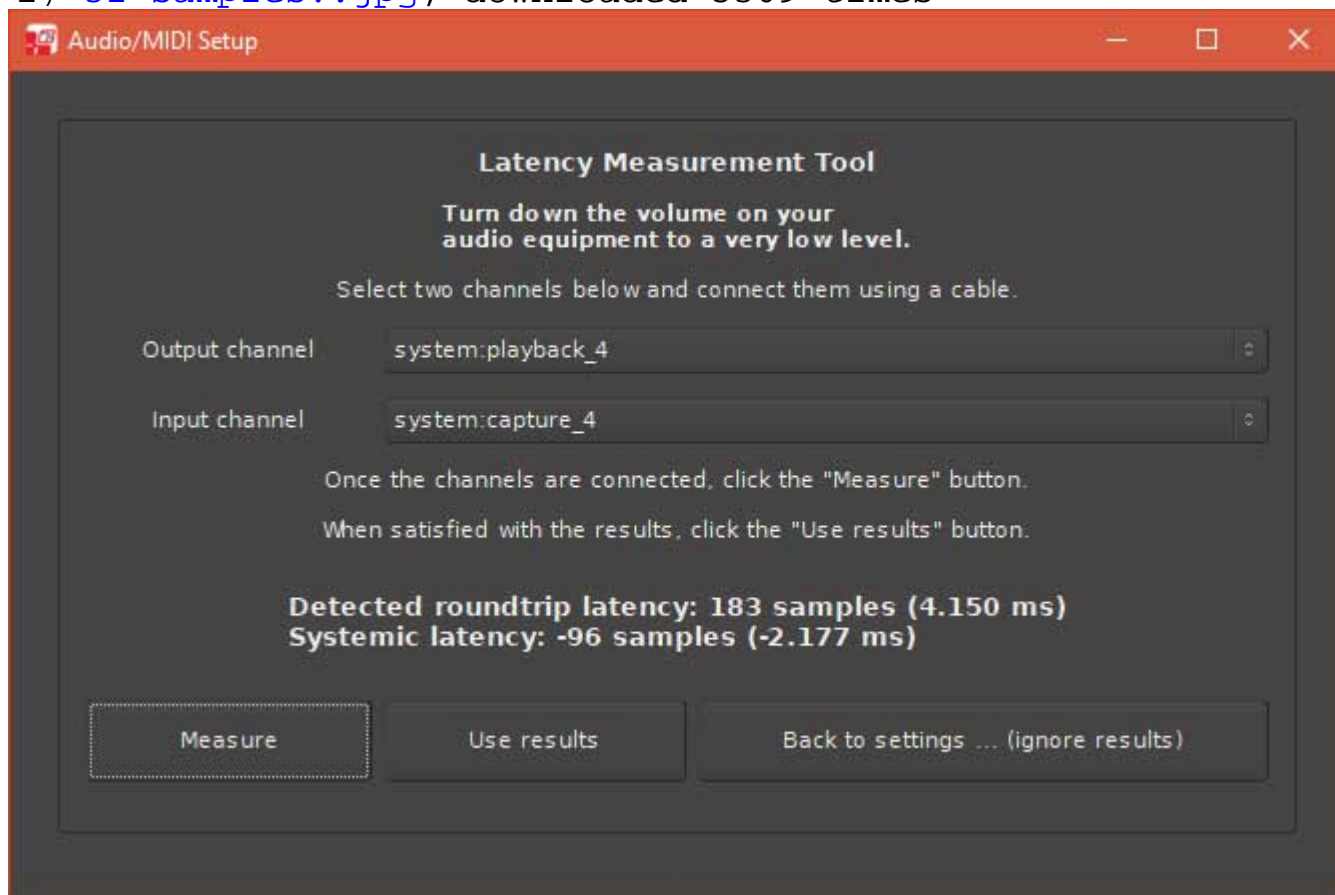 Audio/MIDI Setup
Latency Measurement Tool
Turn down the volume on your
audio equipment to a very low level.
Select two channels below and connect them using a cable.
Output channel system:playback_4
Input channel system:capture_4
Once the channels are connected, click the "Measure" button.
When satisfied with the results, click the "Use results" button.
Detected roundtrip latency: 183 samples (4.150 ms)
Systemic latency: -96 samples (-2.177 ms)
Measure Use results Back to settings ... (ignore results)